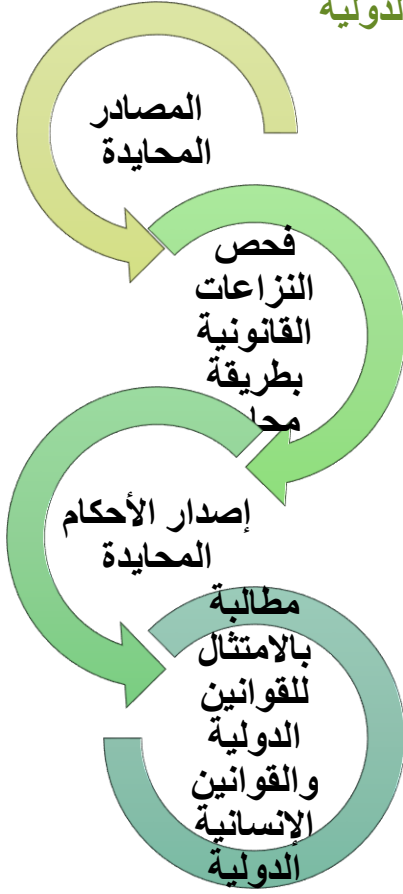 الدولية
المصادر
المحايدة
فحص
النزاعات
القانونية
بطريقة
إصدار الأحكام
المحايدة
مطالبة
بالامتثال
للقوانين
الدولية
والقوانين
الإنسانية
الدولية